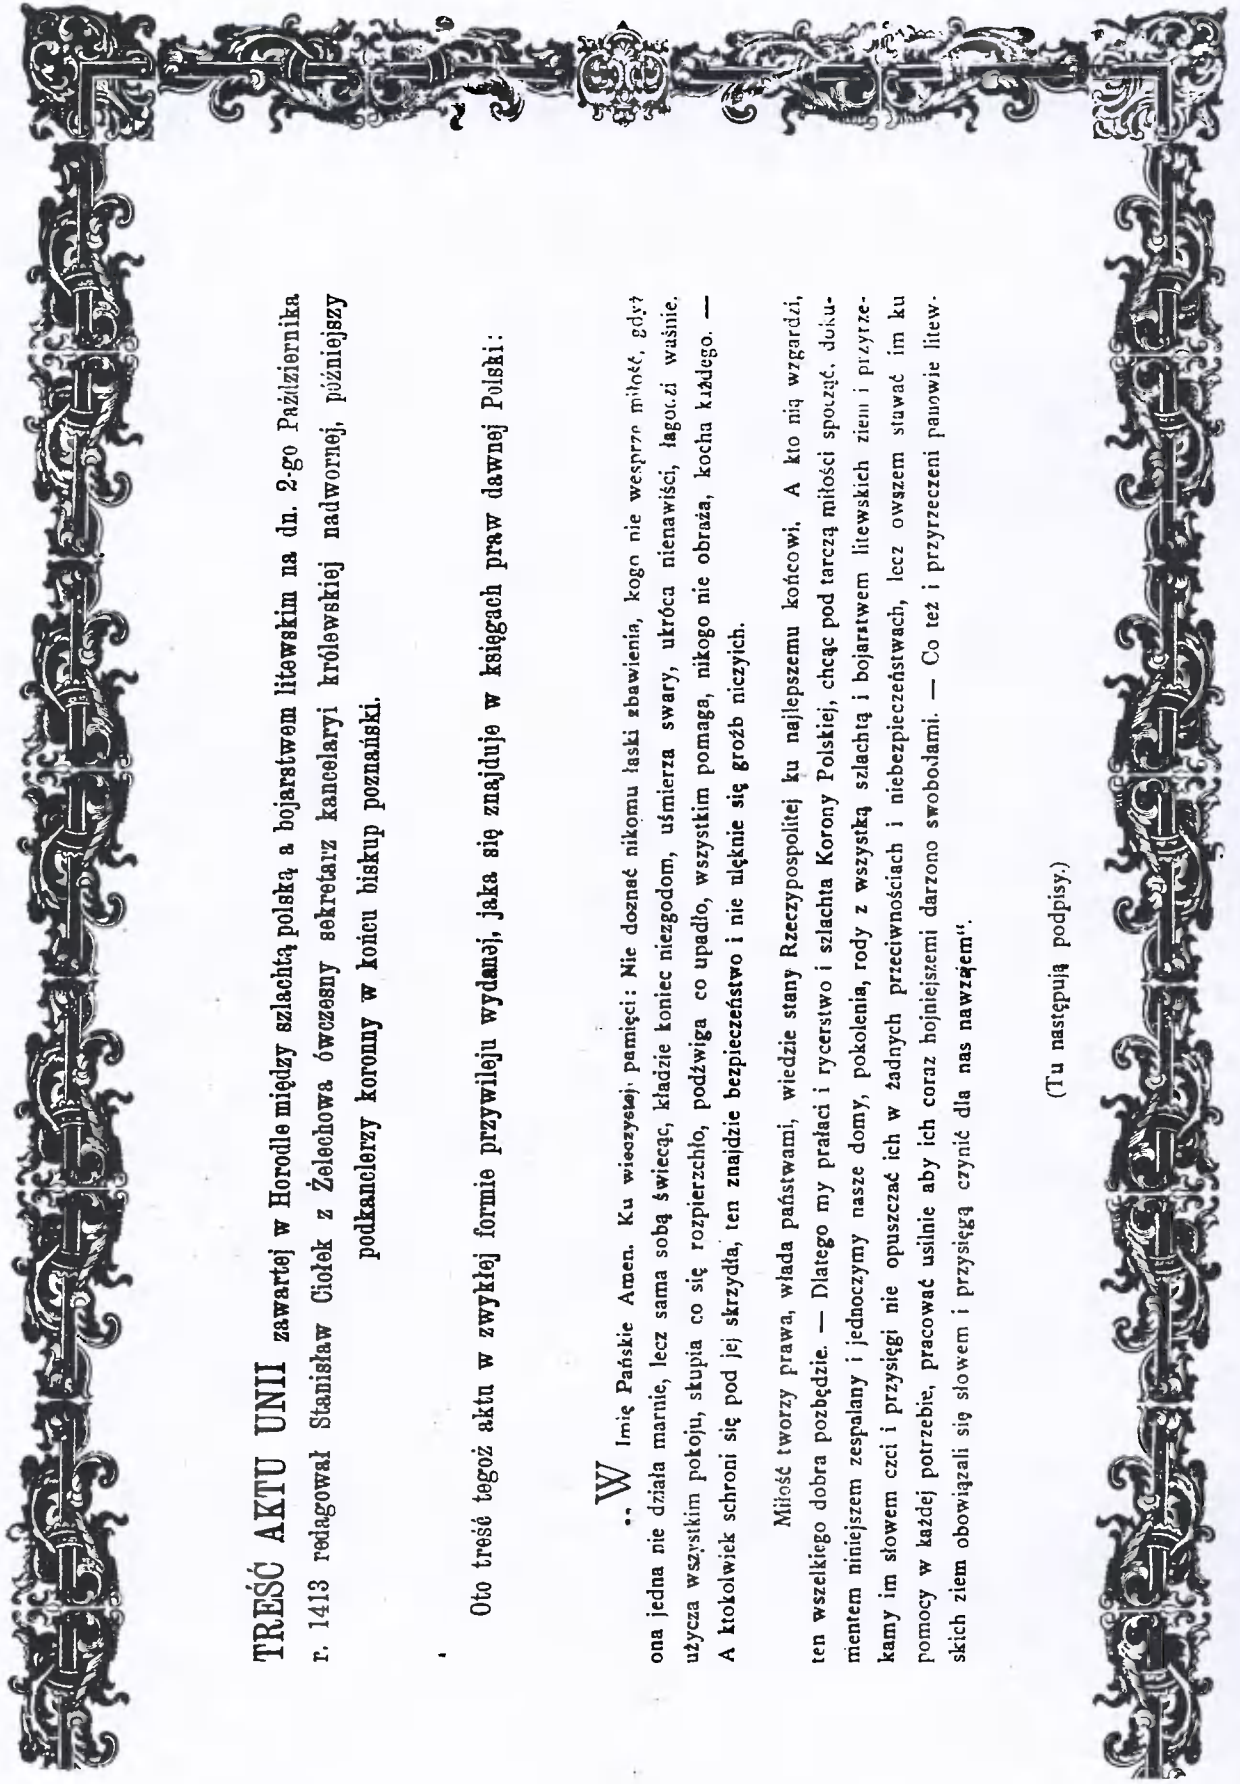 TREŚĆ AKTU UNII zawartej w Horodle między szlachtą polską a bojarstwem litewskim na dn. 2-go Października
r. 1413 redagował Stanisław Ciołek z Żelechowa ówczesny sekretarz kancelaryi królewskiej nadwornej, późniejszy
podkanclerzy koronny w końcu biskup poznański.
Oto treść tegoż aktu w zwykłej formie przywileju wydanej, jaka się znajduje w księgach praw dawnej Polski:
„W Imię Pańskie Amen. Ku wieczystej pamięci: Nie doznać nikomu łaski zbawienia, kogo nie wesprze miłość, gdyż
ona jedna nie działa marnie, lecz sama sobą świecąc, kładzie koniec niezgodom, uśmierza swary, ukróca nienawiści, łagodzi waśnie,
użycza wszystkim pokoju, skupia co się rozpierzchło, podźwiga co upadło, wszystkim pomaga, nikogo nie obraża, kocha każdego. —
A ktokolwiek schroni się pod jej skrzydła, ten znajdzie bezpieczeństwo i nie ulęknie się groźb niczyich.
Miłość tworzy prawa, włada państwami, wiedzie stany Rzeczypospolitej ku najlepszemu końcowi. A kto nią wzgardzi,
ten wszelkiego dobra pozbędzie. — Dlatego my prałaci i rycerstwo i szlachta Korony Polskiej, chcąc pod tarczą miłości spocząć, doku-
mentem niniejszem zespalany i jednoczymy nasze domy, pokolenia, rody z wszystką szlachtą i bojarstwem litewskich ziem i przyrze-
kamy im słowem czci i przysięgi nie opuszczać ich w żadnych przeciwnościach i niebezpieczeństwach, lecz owszem stawać im ku
pomocy w każdej potrzebie, pracować usilnie aby ich coraz hojniejszemi darzono swobodami. — Co też i przyrzeczeni panowie litew-
skich ziem obowiązali się słowem i przysięgą czynić dla nas nawzajem“.
(Tu następują podpisy.)